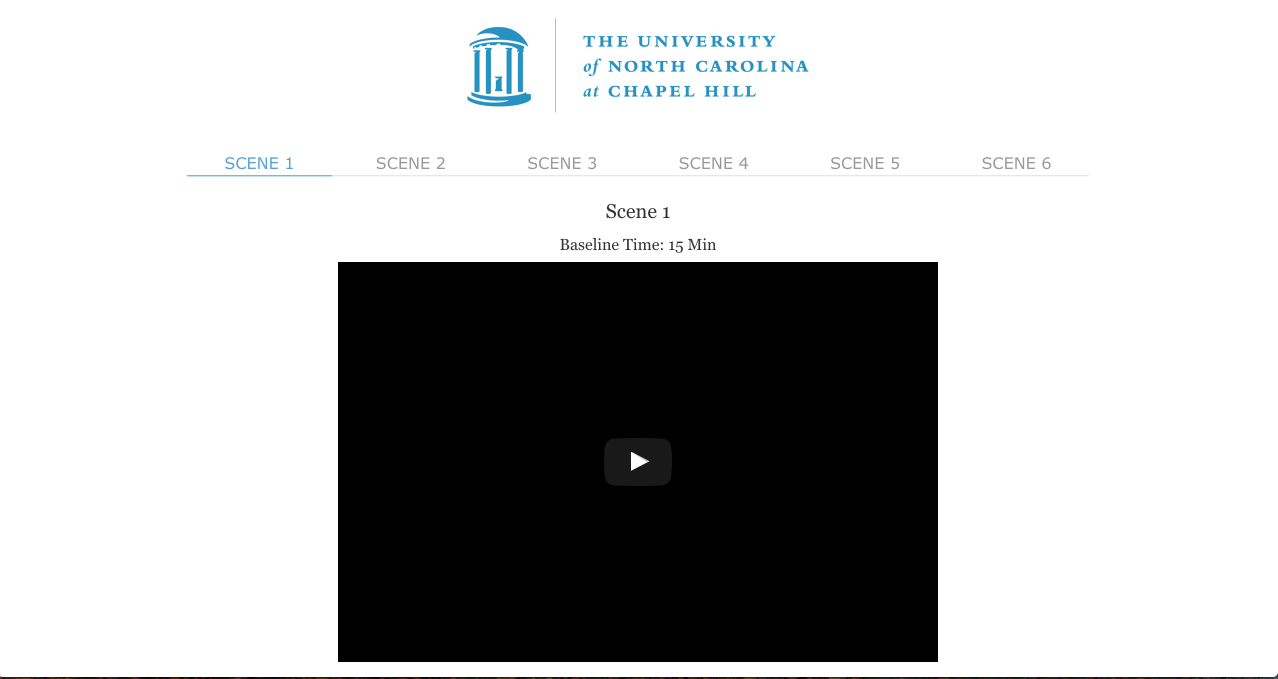 THE UNIVERSITY
of NORTH CAROLINA
at CHAPEL HILL
SCENE 1 SCENE 2 SCENE 3 SCENE 4 SCENE 5 SCENE 6
Scene 1
Baseline Time: 15 Min